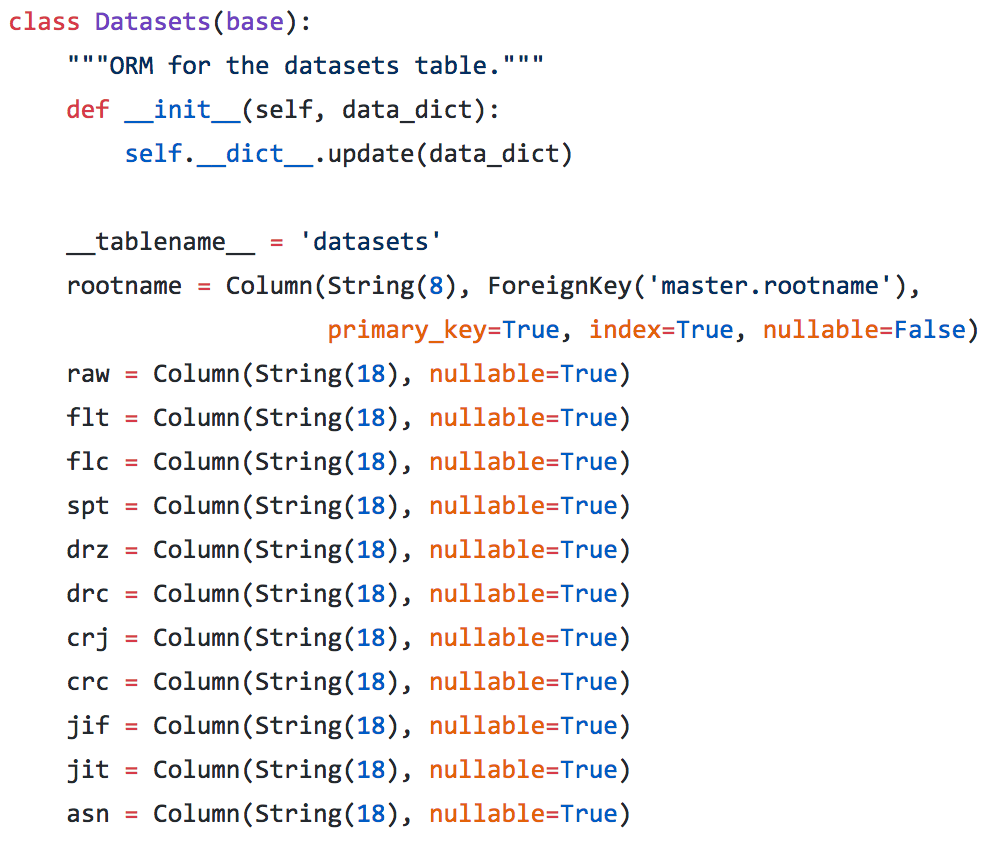 class Datasets(base):
    """ORM for the datasets table."""
    def __init__(self, data_dict):
        self.__dict__.update(data_dict)

    __tablename__ = 'datasets'
    rootname = Column(String(8), ForeignKey('master.rootname'),
                      primary_key=True, index=True, nullable=False)
    raw = Column(String(18), nullable=True)
    flt = Column(String(18), nullable=True)
    flc = Column(String(18), nullable=True)
    spt = Column(String(18), nullable=True)
    drz = Column(String(18), nullable=True)
    drc = Column(String(18), nullable=True)
    crj = Column(String(18), nullable=True)
    crc = Column(String(18), nullable=True)
    jif = Column(String(18), nullable=True)
    jit = Column(String(18), nullable=True)
    asn = Column(String(18), nullable=True)